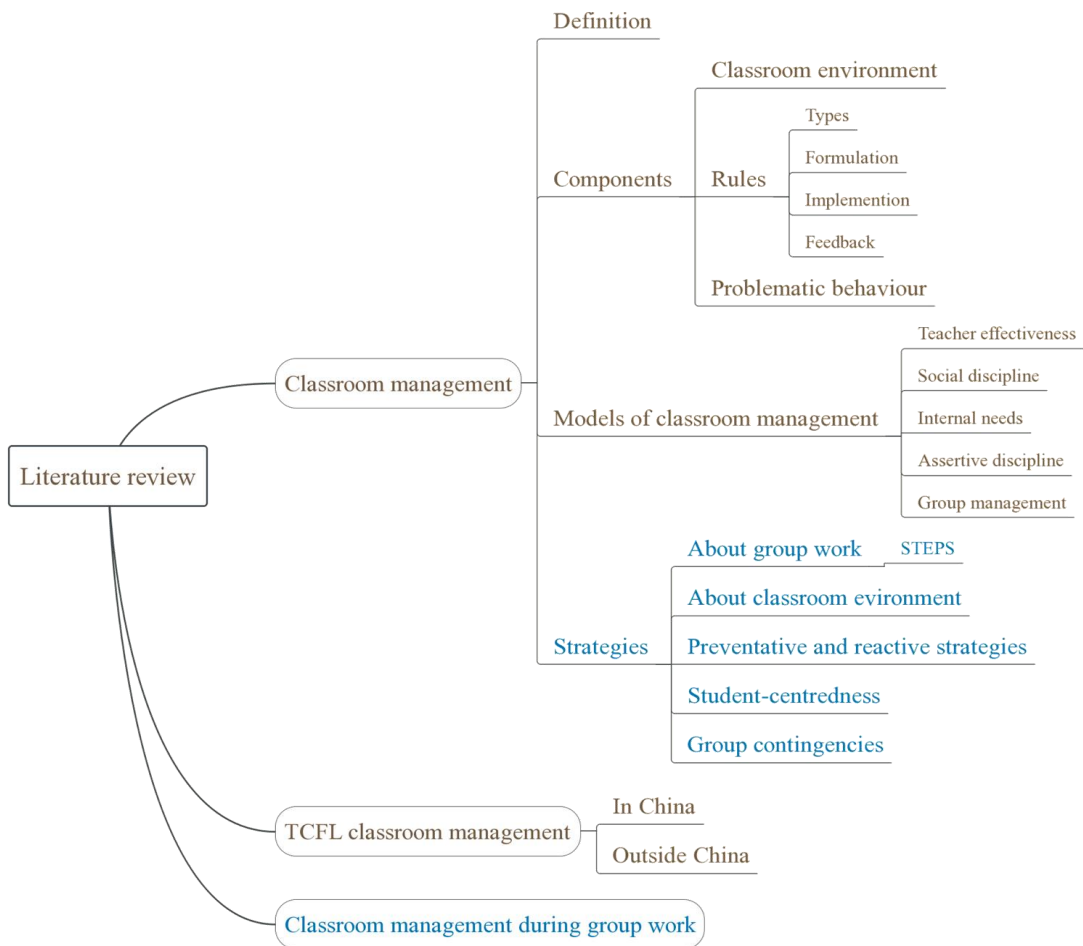 Literature review
Classroom management
Definition
Components
Classroom environment
Rules
Types
Formulation
Implemention
Feedback
Problematic behaviour
Models of classroom management
Teacher effectiveness
Social discipline
Internal needs
Assertive discipline
Group management
Strategies
About group work
STEPS
About classroom evironment
Preventative and reactive strategies
Student-centredness
Group contingencies
TCFL classroom management
In China
Outside China
Classroom management during group work